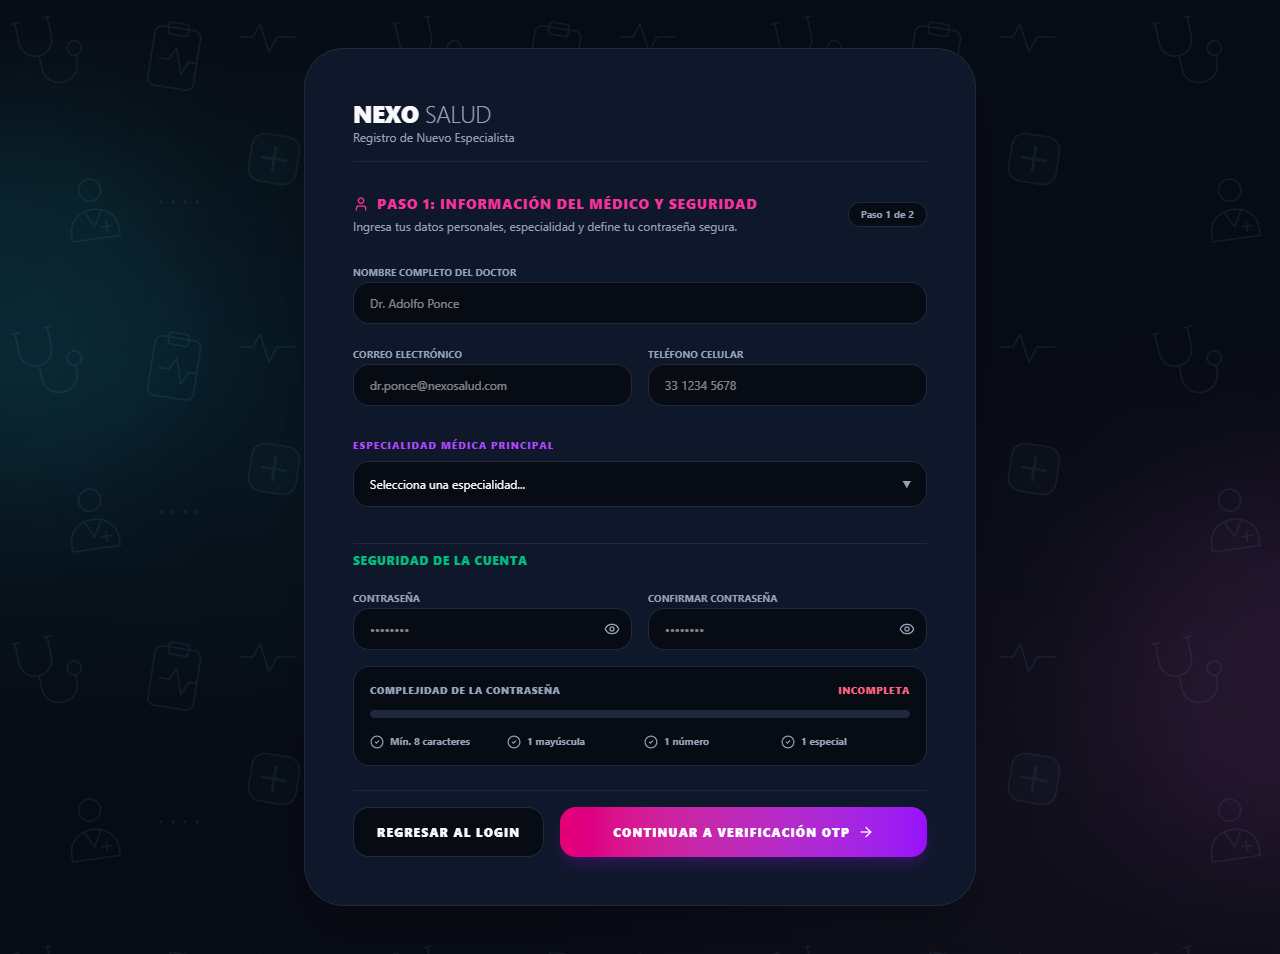 NEXO SALUD
Registro de Nuevo Especialista
PASO 1: INFORMACIÓN DEL MÉDICO Y SEGURIDAD
Ingresa tus datos personales, especialidad y define tu contraseña segura.
Paso 1 de 2
NOMBRE COMPLETO DEL DOCTOR
Dr. Adolfo Ponce
CORREO ELECTRÓNICO
TELÉFONO CELULAR
dr.ponce@nexosalud.com
33 1234 5678
ESPECIALIDAD MÉDICA PRINCIPAL
Selecciona una especialidad...
SEGURIDAD DE LA CUENTA
CONTRASEÑA
CONFIRMAR CONTRASEÑA
••••••••
••••••••
COMPLEJIDAD DE LA CONTRASEÑA
INCOMPLETA
Mín. 8 caracteres
1 mayúscula
1 número
1 especial
REGRESAR AL LOGIN
CONTINUAR A VERIFICACIÓN OTP →